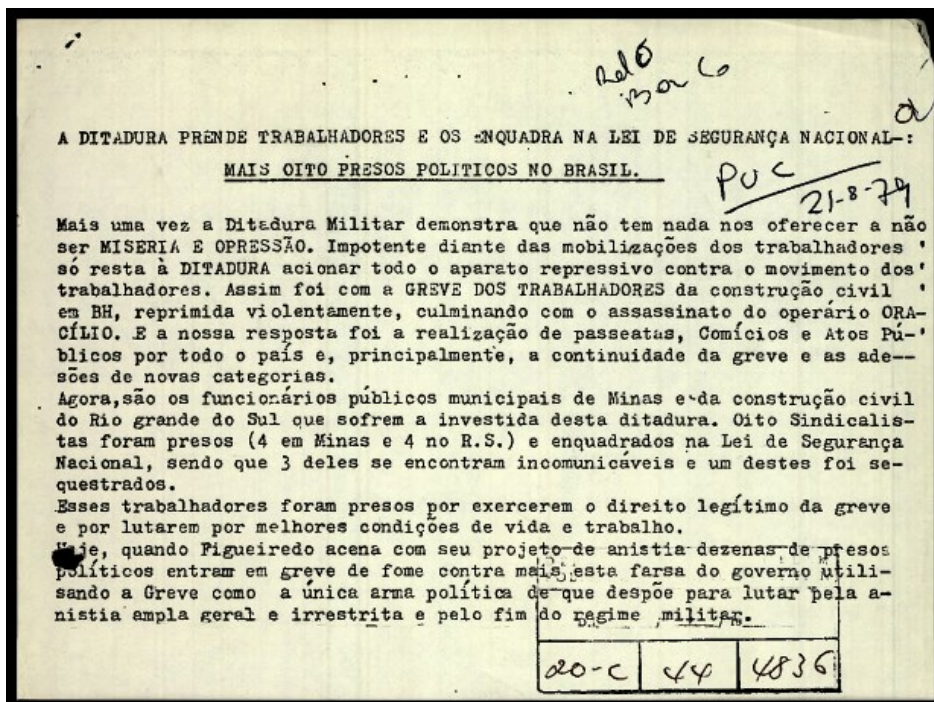 A DITADURA PRENDE TRABALHADORES E OS ENQUADRA NA LEI DE SEGURANÇA NACIONAL-:
MAIS OITO PRESOS POLITICOS NO BRASIL.
PUC
21-8-79
Mais uma vez a Ditadura Militar demonstra que não tem nada nos oferecer a não
ser MISERIA E OPRESSÃO. Impotente diante das mobilizações dos trabalhadores '
só resta à DITADURA acionar todo o aparato repressivo contra o movimento dos'
trabalhadores. Assim foi com a GREVE DOS TRABALHADORES da construção civil '
em BH, reprimida violentamente, culminando com o assassinato do operário ORA-
CÍLIO. E a nossa resposta foi a realização de passeatas, Comícios e Atos Pú-'
blicos por todo o país e, principalmente, a continuidade da greve e as ade--
sões de novas categorias.
Agora,são os funcionários públicos municipais de Minas e da construção civil
do Rio grande do Sul que sofrem a investida desta ditadura. Oito Sindicalis-
tas foram presos (4 em Minas e 4 no R.S.) e enquadrados na Lei de Segurança
Nacional, sendo que 3 deles se encontram incomunicáveis e um destes foi se-
questrados.
Esses trabalhadores foram presos por exercerem o direito legítimo da greve
e por lutarem por melhores condições de vida e trabalho.
Hoje, quando Figueiredo acena com seu projeto de anistia dezenas de presos
políticos entram em greve de fome contra mais esta farsa do governo utili-
sando a Greve como a única arma política de que despõe para lutar pela a-
nistia ampla geral e irrestrita e pelo fim do regime militar.
20-C 44 4836